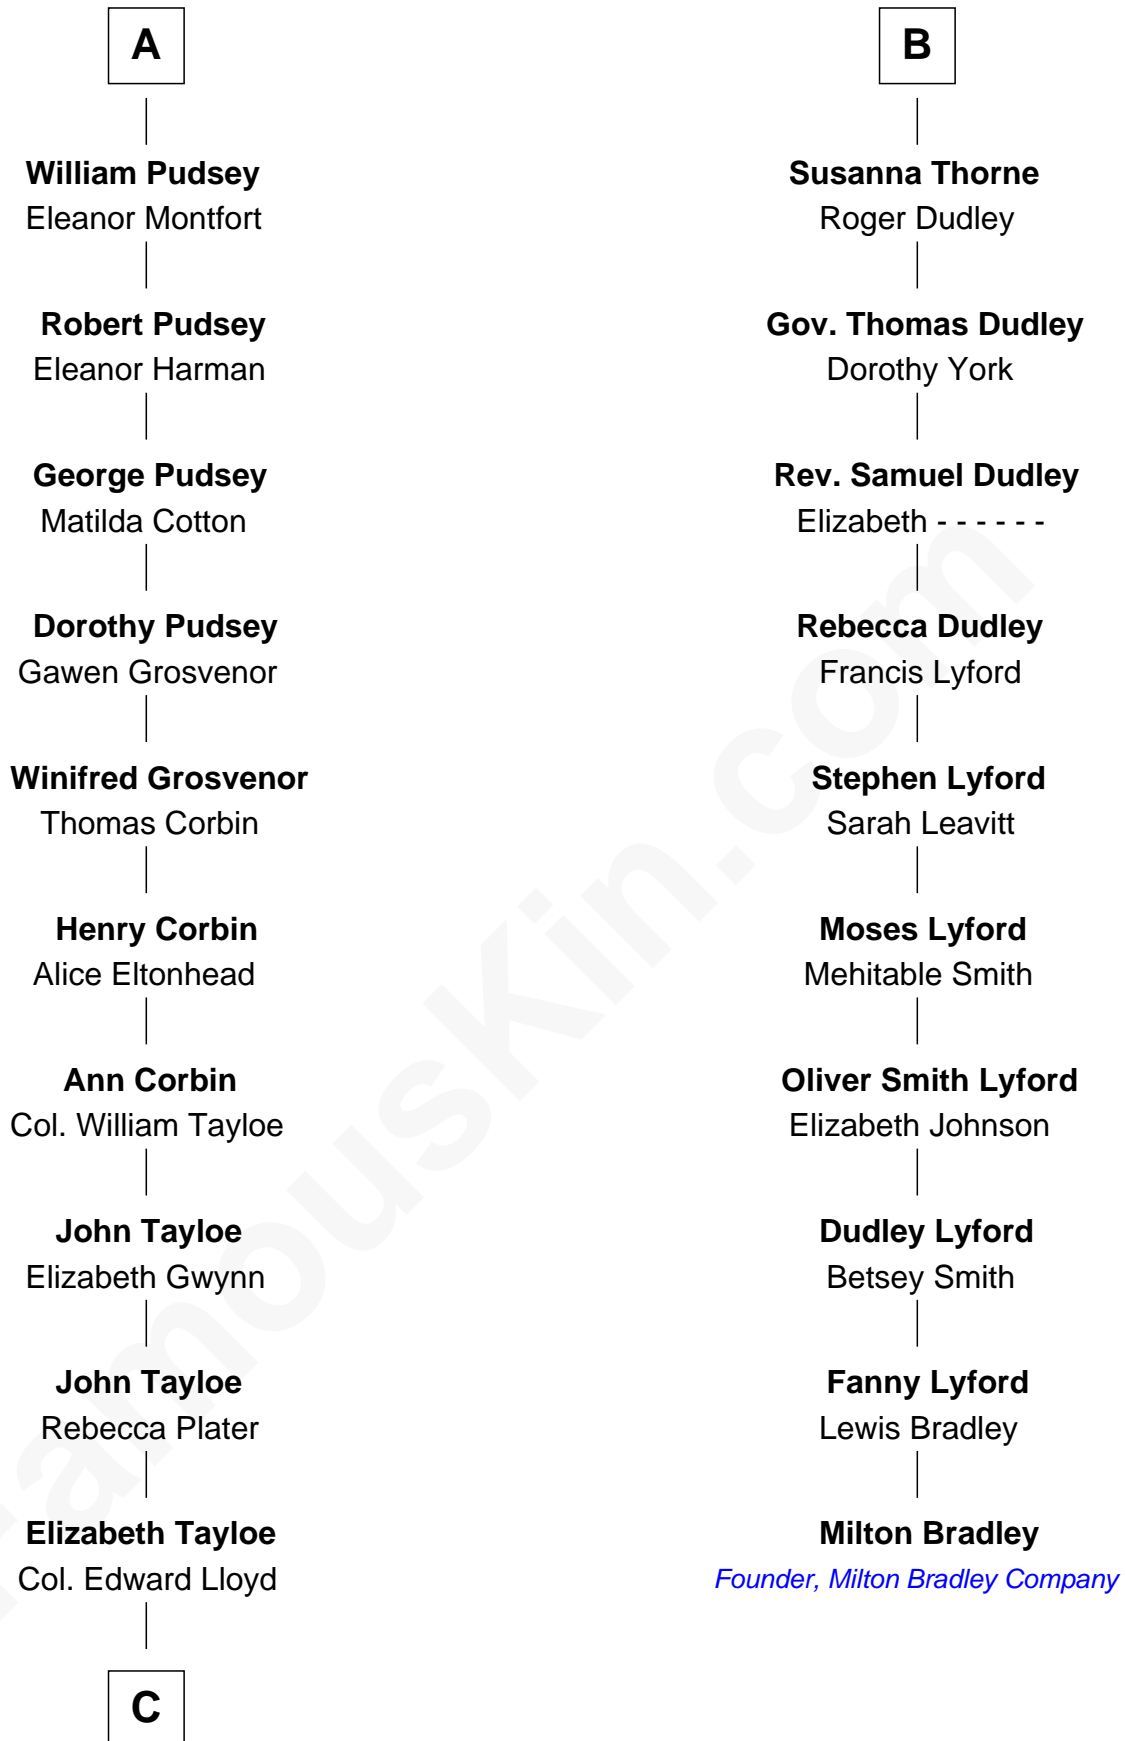 A
William Pudsey
Eleanor Montfort
Robert Pudsey
Eleanor Harman
George Pudsey
Matilda Cotton
Dorothy Pudsey
Gawen Grosvenor
Winifred Grosvenor
Thomas Corbin
Henry Corbin
Alice Eltonhead
Ann Corbin
Col. William Tayloe
John Tayloe
Elizabeth Gwynn
John Tayloe
Rebecca Plater
Elizabeth Tayloe
Col. Edward Lloyd
C
B
Susanna Thorne
Roger Dudley
Gov. Thomas Dudley
Dorothy York
Rev. Samuel Dudley
Elizabeth - - - - - -
Rebecca Dudley
Francis Lyford
Stephen Lyford
Sarah Leavitt
Moses Lyford
Mehitable Smith
Oliver Smith Lyford
Elizabeth Johnson
Dudley Lyford
Betsey Smith
Fanny Lyford
Lewis Bradley
Milton Bradley
Founder, Milton Bradley Company
FamousKin.com